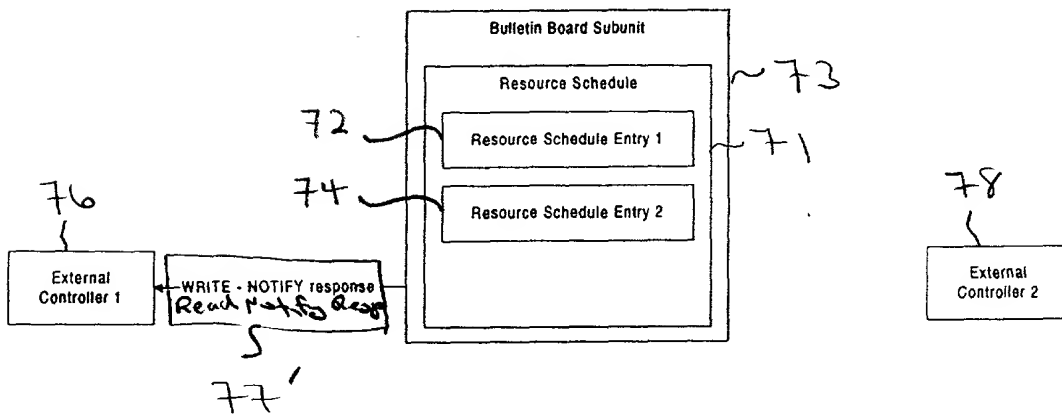 Bulletin Board Subunit
Resource Schedule
73
72
Resource Schedule Entry 1
71
76
74
Resource Schedule Entry 2
78
External
Controller 1
WRITE - NOTIFY response
Read Notify Resp
External
Controller 2
77'